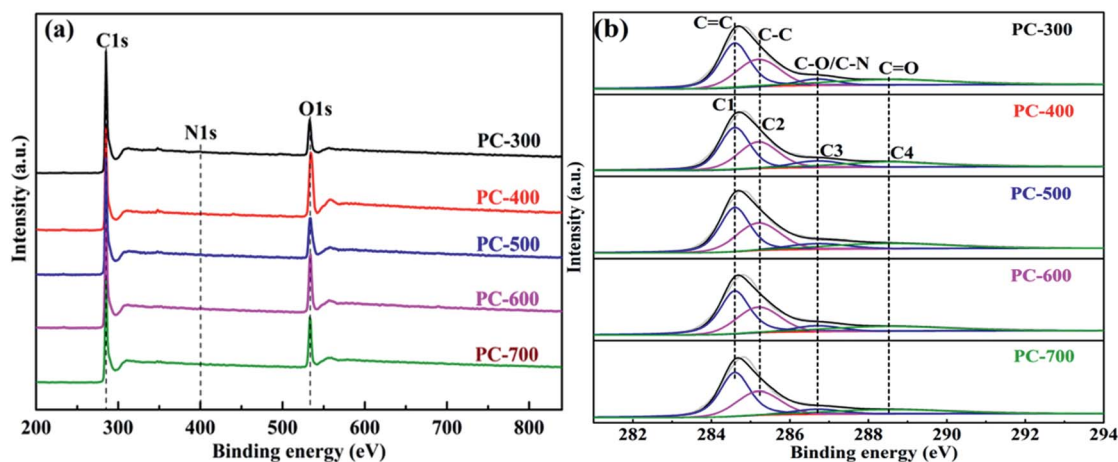 (a)
C1s
N1s
O1s
PC-300
PC-400
PC-500
PC-600
PC-700
Intensity (a.u.)
200 300 400 500 600 700 800
Binding energy (eV)
(b)
C=C
C-C
C-O/C-N
C=O
PC-300
C1
C2
C3
C4
PC-400
PC-500
PC-600
PC-700
Intensity (a.u.)
282 284 286 288 290 292 294
Binding energy (eV)